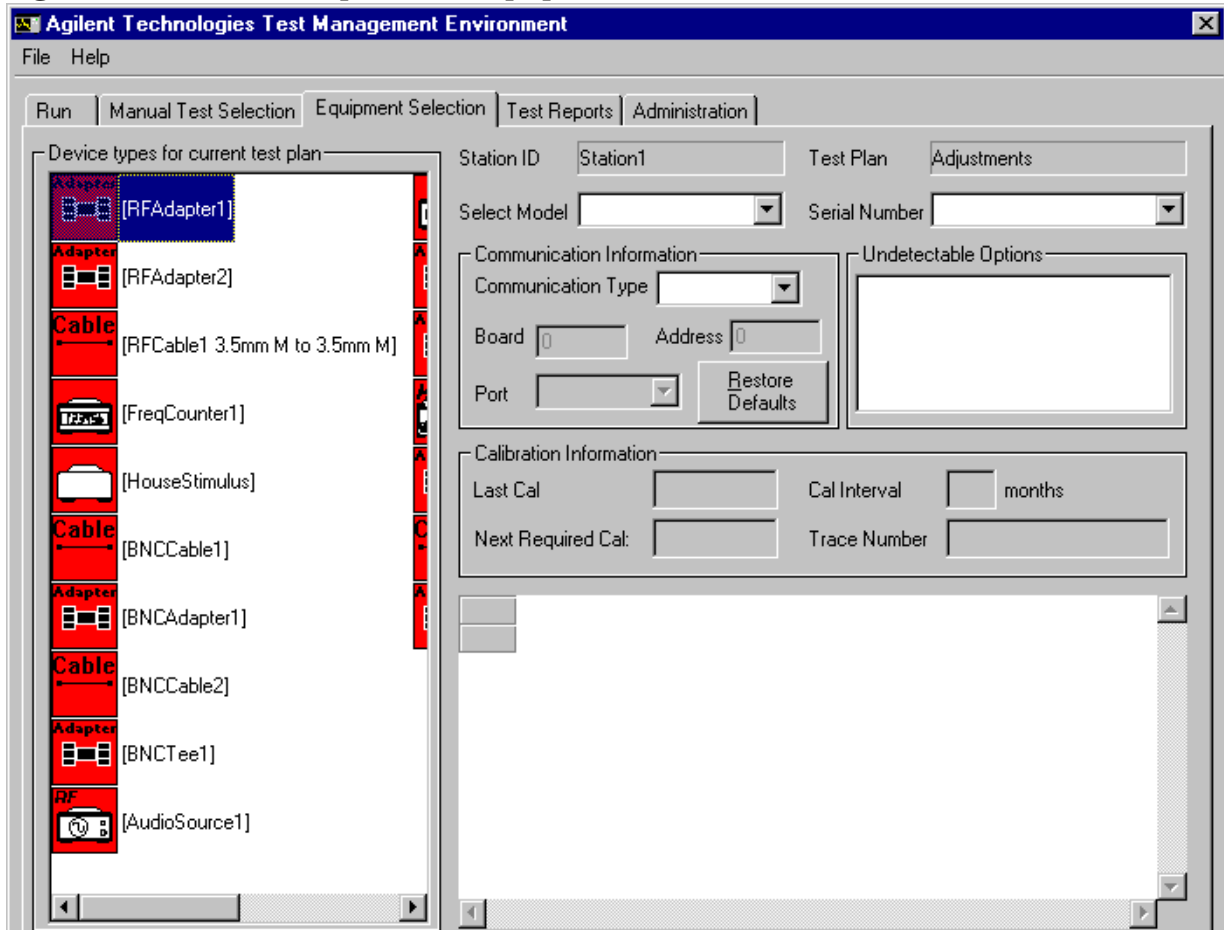 Agilent Technologies Test Management Environment
File Help
Run Manual Test Selection Equipment Selection Test Reports Administration
Device types for current test plan
Adapter
[RFAdapter1]
Adapter
[RFAdapter2]
Cable
[RFCable1 3.5mm M to 3.5mm M]
[FreqCounter1]
[HouseStimulus]
Cable
[BNCCable1]
Adapter
[BNCAdapter1]
Cable
[BNCCable2]
Adapter
[BNCTee1]
RF
[AudioSource1]
Station ID Station1 Test Plan Adjustments
Select Model Serial Number
Communication Information
Communication Type
Board 0 Address 0
Port
Restore
Defaults
Undetectable Options
Calibration Information
Last Cal Cal Interval months
Next Required Cal: Trace Number